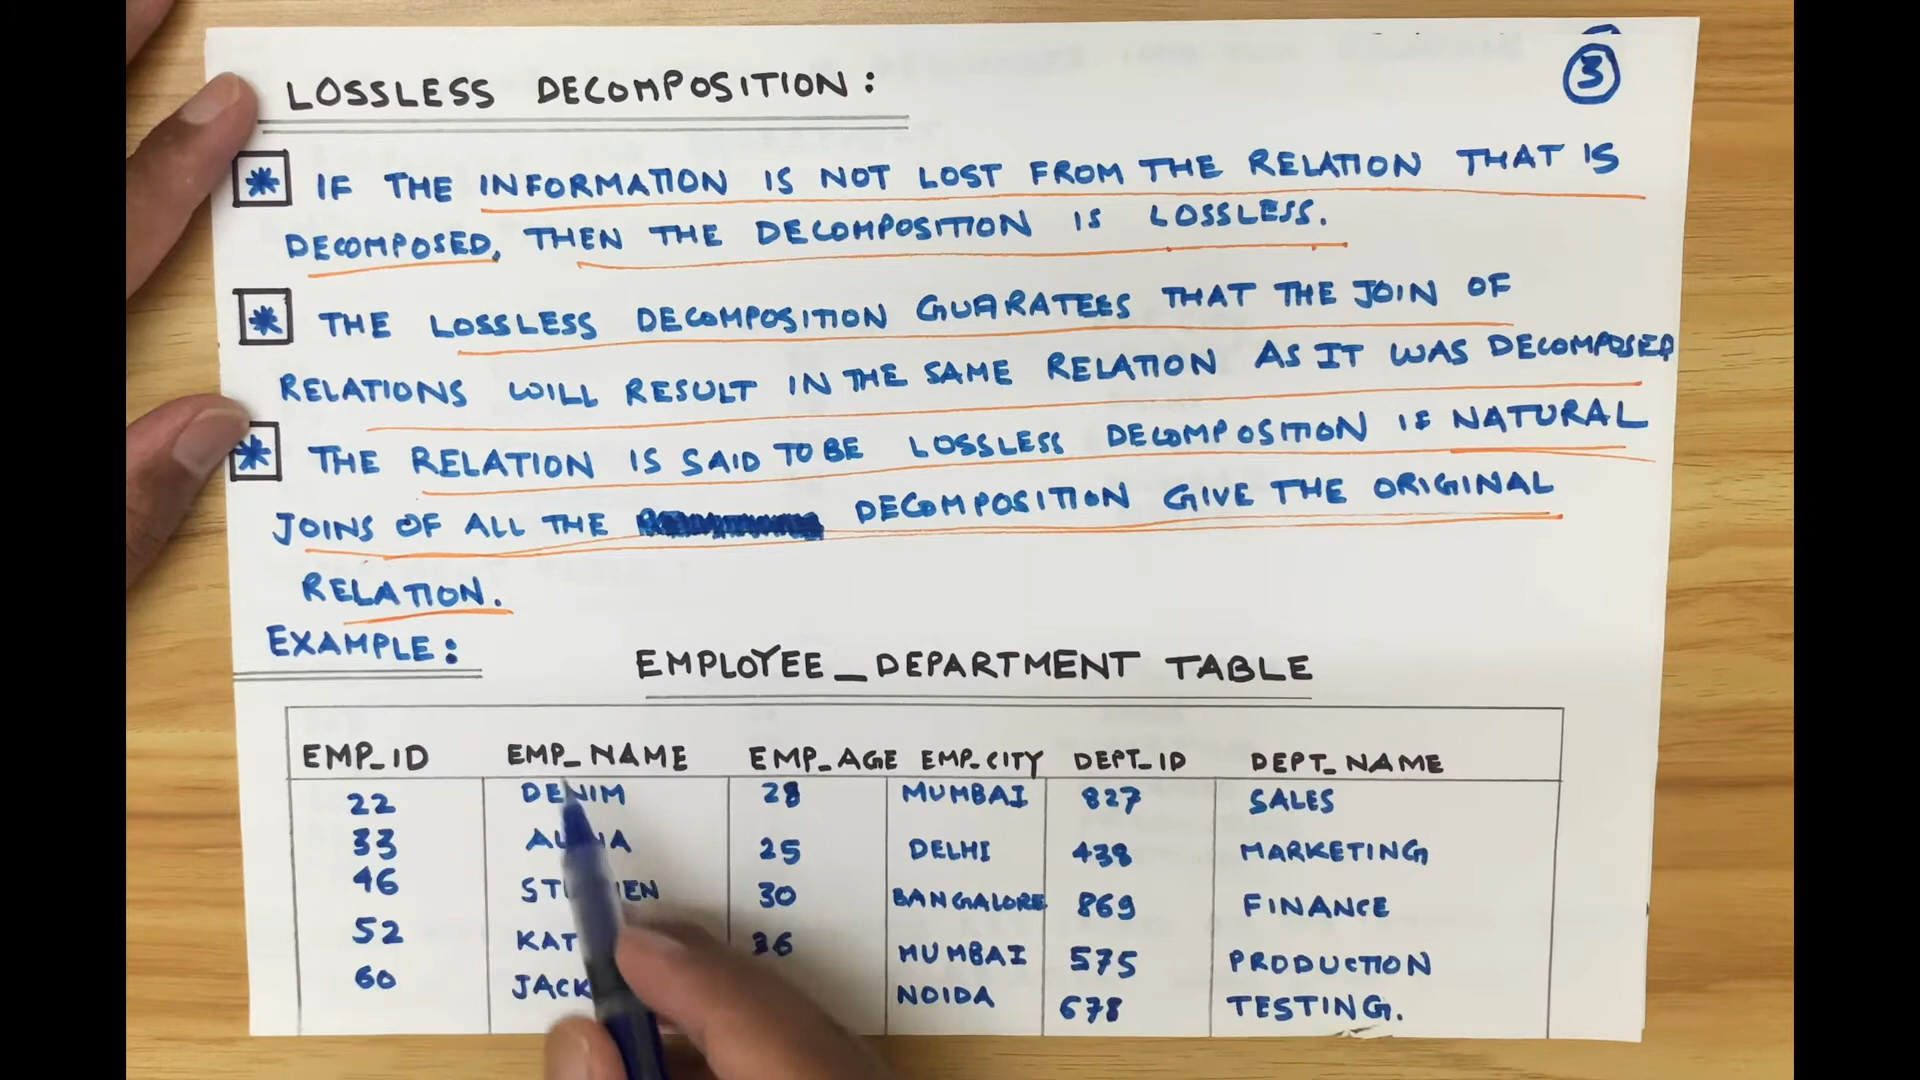 LOSSLESS DECOMPOSITION:
3
* IF THE INFORMATION IS NOT LOST FROM THE RELATION THAT IS
DECOMPOSED, THEN THE DECOMPOSITION IS LOSSLESS.
* THE LOSSLESS DECOMPOSITION GUARATEES THAT THE JOIN OF
RELATIONS WILL RESULT IN THE SAME RELATION AS IT WAS DECOMPOSED
* THE RELATION IS SAID TO BE LOSSLESS DECOMPOSITION IF NATURAL
JOINS OF ALL THE DECOMPOSITION GIVE THE ORIGINAL
RELATION.
EXAMPLE:
EMPLOYEE_DEPARTMENT TABLE
EMP_ID EMP_NAME EMP_AGE EMP_CITY DEPT_ID DEPT_NAME
22 DENIM 28 MUMBAI 827 SALES
33 25 DELHI 438 MARKETING
46 30 BANGALORE 869 FINANCE
52 36 MUMBAI 575 PRODUCTION
60 JACK NOIDA 678 TESTING.